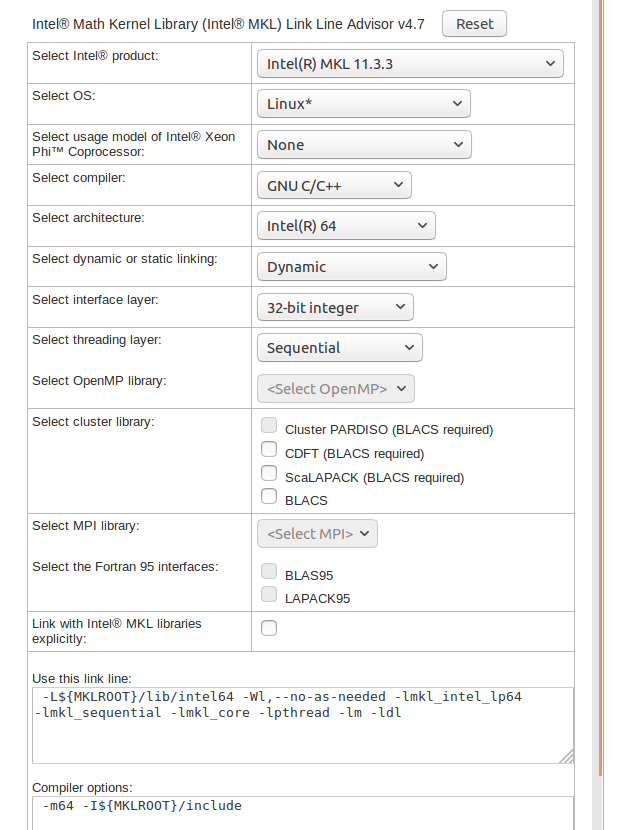 Intel® Math Kernel Library (Intel® MKL) Link Line Advisor v4.7 Reset
Select Intel® product: Intel(R) MKL 11.3.3
Select OS: Linux*
Select usage model of Intel® Xeon
Phi™ Coprocessor: None
Select compiler: GNU C/C++
Select architecture: Intel(R) 64
Select dynamic or static linking: Dynamic
Select interface layer: 32-bit integer
Select threading layer: Sequential
Select OpenMP library: <Select OpenMP>
Select cluster library: Cluster PARDISO (BLACS required)
CDFT (BLACS required)
ScaLAPACK (BLACS required)
BLACS
Select MPI library: <Select MPI>
Select the Fortran 95 interfaces: BLAS95
LAPACK95
Link with Intel® MKL libraries
explicitly:
Use this link line:
-L${MKLROOT}/lib/intel64 -Wl,--no-as-needed -lmkl_intel_lp64
-lmkl_sequential -lmkl_core -lpthread -lm -ldl
Compiler options:
-m64 -I${MKLROOT}/include